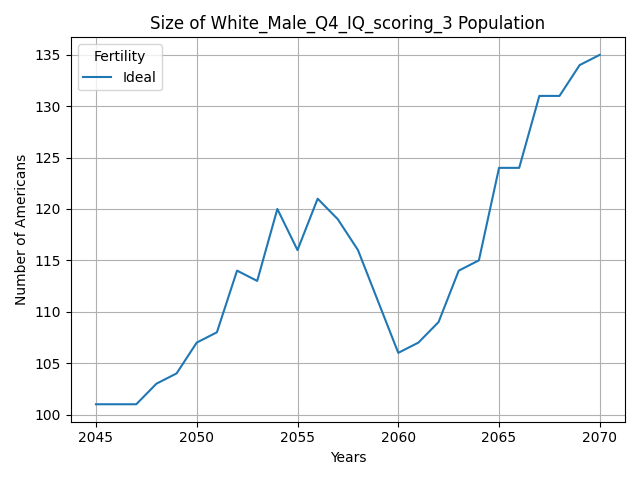 Size of White_Male_Q4_IQ_scoring_3 Population
Fertility
Ideal
Number of Americans
135
130
125
120
115
110
105
100
2045 2050 2055 2060 2065 2070
Years